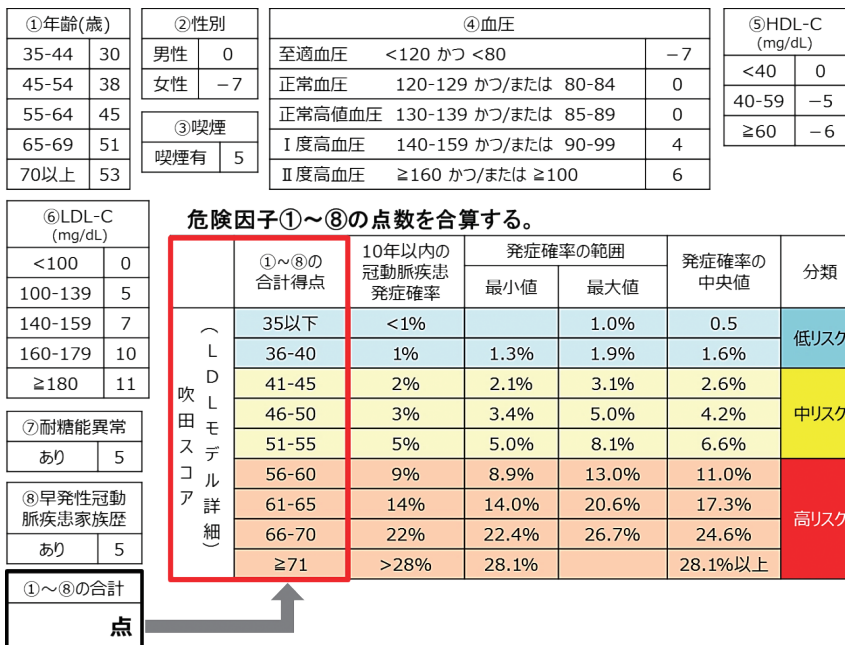 ①年齢(歳)
35-44 30
45-54 38
55-64 45
65-69 51
70以上 53
②性別
男性 0
女性 −7
③喫煙
喫煙有 5
④血圧
至適血圧 <120 かつ <80 −7
正常血圧 120-129 かつ/または 80-84 0
正常高値血圧 130-139 かつ/または 85-89 0
Ⅰ度高血圧 140-159 かつ/または 90-99 4
Ⅱ度高血圧 ≧160 かつ/または ≧100 6
⑤HDL-C
(mg/dL)
<40 0
40-59 −5
≧60 −6
⑥LDL-C
(mg/dL)
<100 0
100-139 5
140-159 7
160-179 10
≧180 11
⑦耐糖能異常
あり 5
⑧早発性冠動
脈疾患家族歴
あり 5
①~⑧の合計
点
危険因子①~⑧の点数を合算する。
吹田スコア
(LDLモデル詳細)
①~⑧の
合計得点
10年以内の
冠動脈疾患
発症確率
発症確率の範囲
最小値 最大値
発症確率の
中央値
分類
35以下 <1% 1.0% 0.5
36-40 1% 1.3% 1.9% 1.6%
低リスク
41-45 2% 2.1% 3.1% 2.6%
46-50 3% 3.4% 5.0% 4.2%
51-55 5% 5.0% 8.1% 6.6%
中リスク
56-60 9% 8.9% 13.0% 11.0%
61-65 14% 14.0% 20.6% 17.3%
66-70 22% 22.4% 26.7% 24.6%
≧71 >28% 28.1% 28.1%以上
高リスク